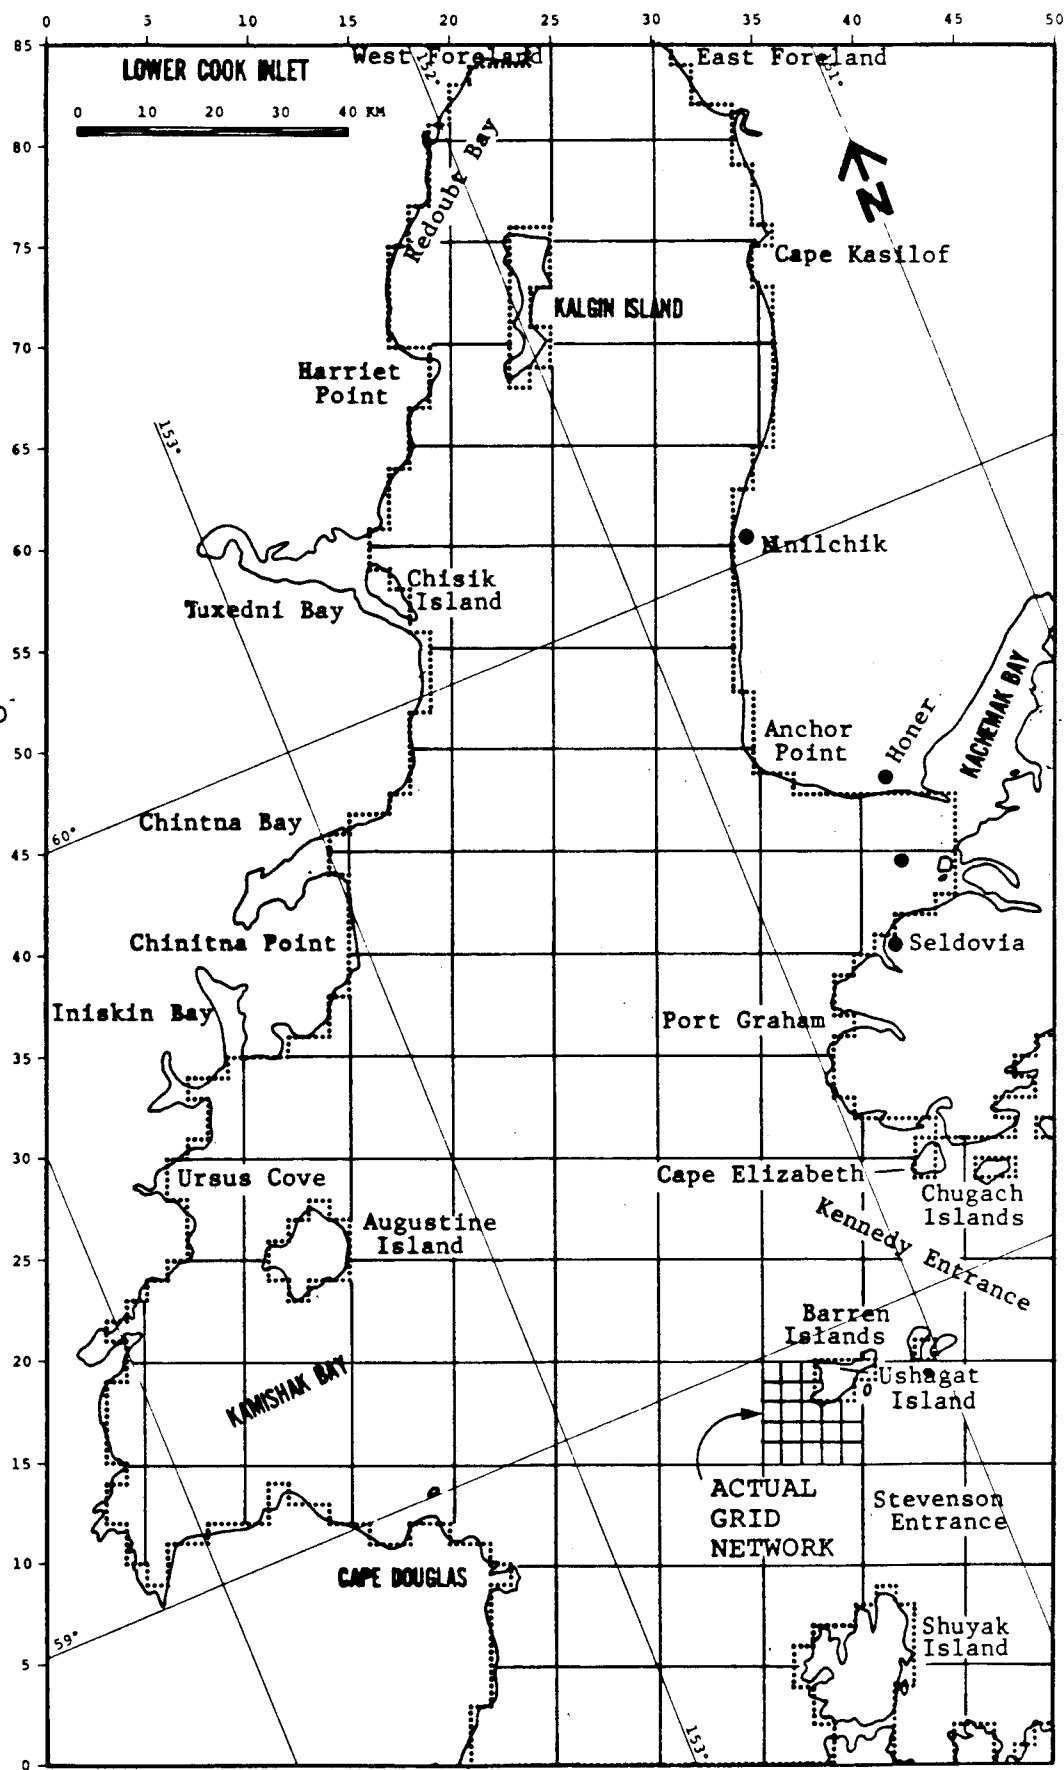 0 5 10 15 20 25 30 35 40 45 50
85
80
75
70
65
60
55
50
45
40
35
30
25
20
15
10
5
0
LOWER COOK INLET
0 10 20 30 40 KM
West Foreland
East Foreland
152°
151°
N
Redoubt Bay
Cape Kasilof
KALGIN ISLAND
Harriet
Point
153°
Ninilchik
Chisik
Island
Tuxedni Bay
KACHEMAK BAY
Honer
Anchor
Point
Chintna Bay
60°
Chinitna Point
Seldovia
Iniskin Bay
Port Graham
Ursus Cove
Cape Elizabeth
Chugach
Islands
Augustine
Island
Kennedy Entrance
Barren
Islands
Ushagat
Island
KAMISHAK BAY
ACTUAL
GRID
NETWORK
Stevenson
Entrance
CAPE DOUGLAS
59°
Shuyak
Island
153°